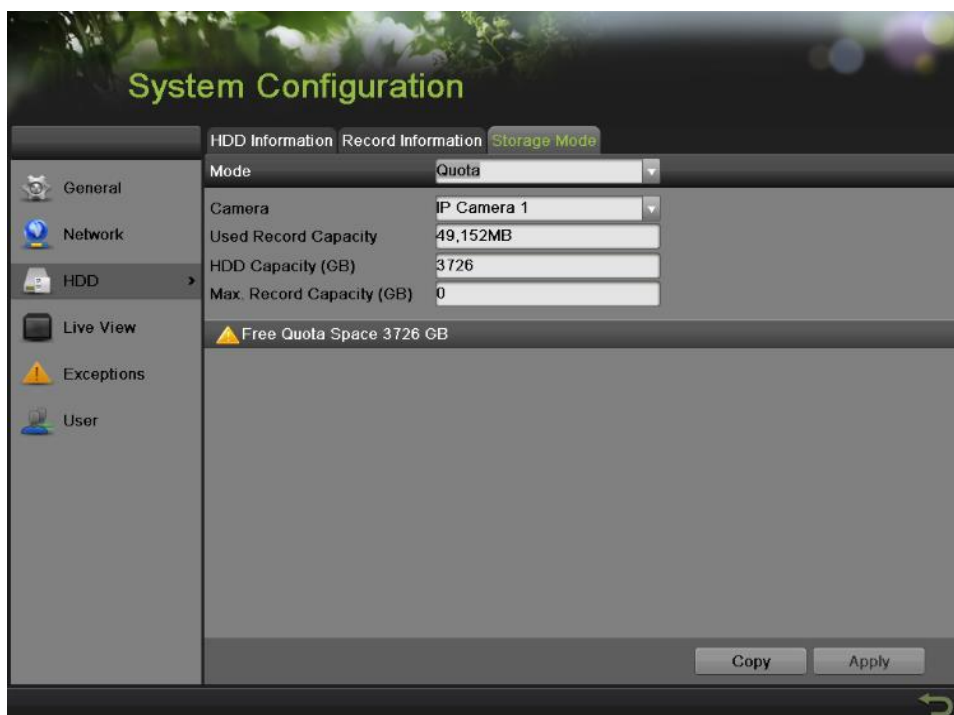 System Configuration
HDD Information Record Information Storage Mode
Mode Quota
General
Network
HDD
Live View
Exceptions
User
Camera IP Camera 1
Used Record Capacity 49,152MB
HDD Capacity (GB) 3726
Max. Record Capacity (GB) 0
Free Quota Space 3726 GB
Copy Apply